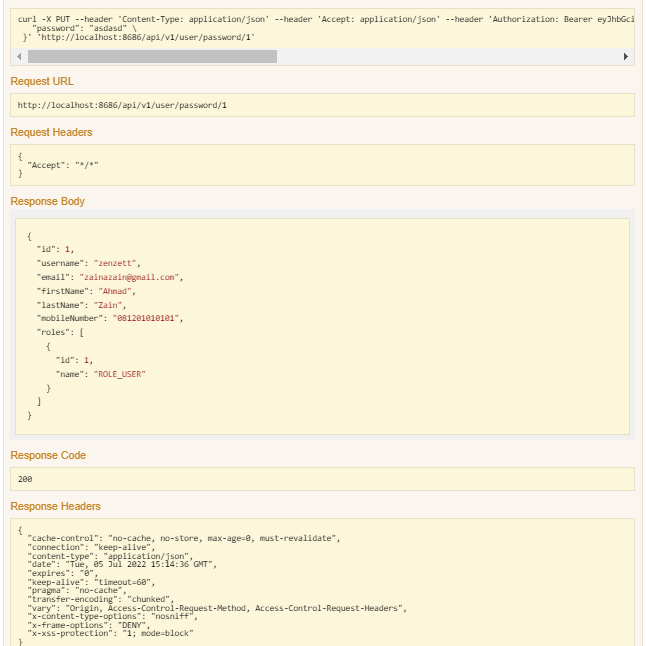 curl -X PUT --header 'Content-Type: application/json' --header 'Accept: application/json' --header 'Authorization: Bearer eyJhbGci
"password": "asdasd" \
}' 'http://localhost:8686/api/v1/user/password/1'
Request URL
http://localhost:8686/api/v1/user/password/1
Request Headers
{
"Accept": "*/*"
}
Response Body
{
"id": 1,
"username": "zenzett",
"email": "zainazain@gmail.com",
"firstName": "Ahmad",
"lastName": "Zain",
"mobileNumber": "081201010101",
"roles": [
{
"id": 1,
"name": "ROLE_USER"
}
]
}
Response Code
200
Response Headers
{
"cache-control": "no-cache, no-store, max-age=0, must-revalidate",
"connection": "keep-alive",
"content-type": "application/json",
"date": "Tue, 05 Jul 2022 15:14:36 GMT",
"expires": "0",
"keep-alive": "timeout=60",
"pragma": "no-cache",
"transfer-encoding": "chunked",
"vary": "Origin, Access-Control-Request-Method, Access-Control-Request-Headers",
"x-content-type-options": "nosniff",
"x-frame-options": "DENY",
"x-xss-protection": "1; mode=block"
}